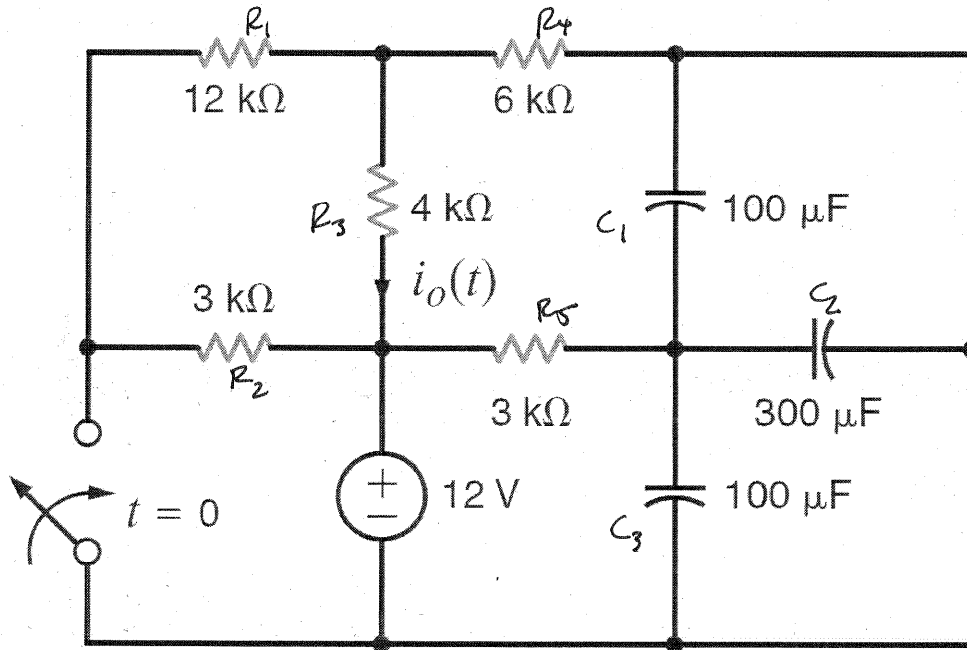 R1 R4
12 kΩ 6 kΩ
R3 4 kΩ C1 100 μF
i_o(t)
3 kΩ R5 C2
R2
3 kΩ 300 μF
t = 0 + − 12 V C3 100 μF